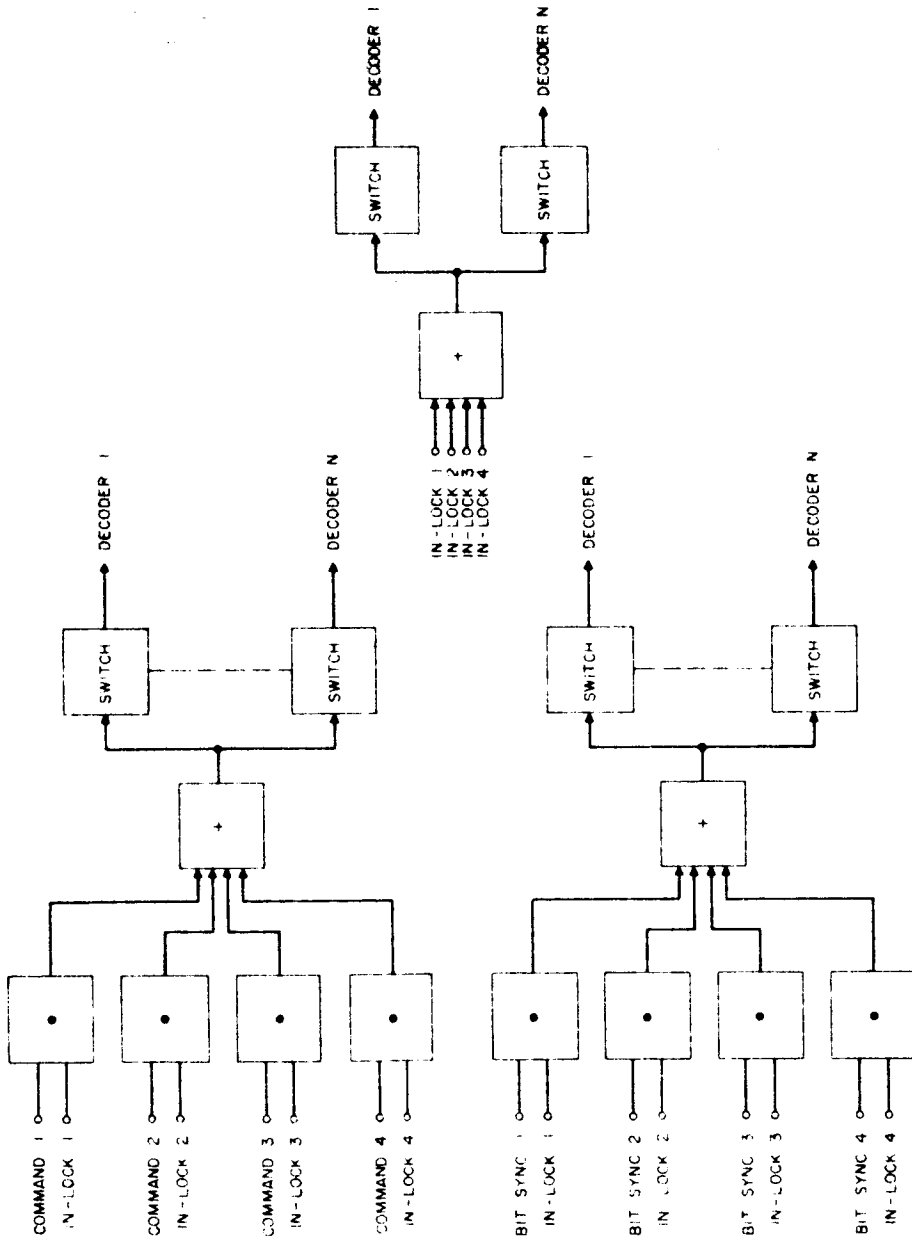 COMMAND 1
IN-LOCK 1
COMMAND 2
IN-LOCK 2
COMMAND 3
IN-LOCK 3
COMMAND 4
IN-LOCK 4
SWITCH
DECODER 1
SWITCH
DECODER N
+
BIT SYNC 1
IN-LOCK 1
BIT SYNC 2
IN LOCK 2
BIT SYNC 3
IN-LOCK 3
BIT SYNC 4
IN-LOCK 4
+
SWITCH
DECODER 1
SWITCH
DECODER N
IN-LOCK 1
IN-LOCK 2
IN-LOCK 3
IN-LOCK 4
+
SWITCH
DECODER 1
SWITCH
DECODER N